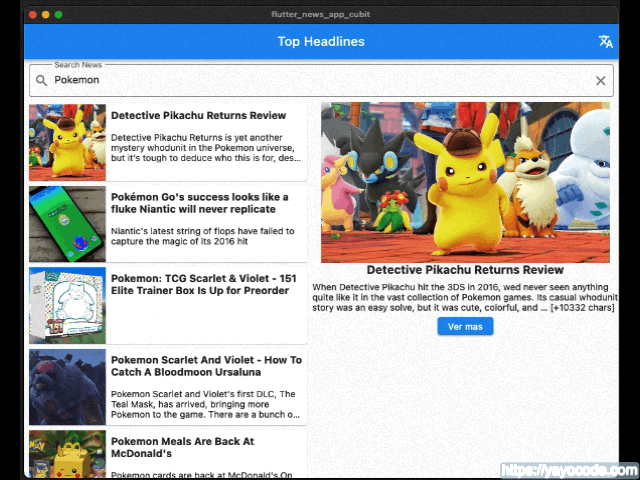 flutter_news_app_cubit
Top Headlines
Search News
Pokemon
Detective Pikachu Returns Review
Detective Pikachu Returns is yet another
mystery whodunit in the Pokemon universe,
but it's tough to deduce who this is for, des...
Pokémon Go's success looks like a
fluke Niantic will never replicate
Niantic's latest string of flops have failed to
capture the magic of its 2016 hit
Pokemon: TCG Scarlet & Violet - 151
Elite Trainer Box Is Up for Preorder
151
Pokemon Scarlet And Violet - How To
Catch A Bloodmoon Ursaluna
Pokemon Scarlet and Violet's first DLC, The
Teal Mask, has arrived, bringing more
Pokemon to the game. There are a bunch o...
Pokemon Meals Are Back At
McDonald's
Pokemon cards are back at McDonald's.On
Detective Pikachu Returns Review
When Detective Pikachu hit the 3DS in 2016, wed never seen anything
quite like it in the vast collection of Pokemon games. Its casual whodunit
story was an easy solve, but it was cute, colorful, and ... [+10332 chars]
Ver mas
https://yayocode.com